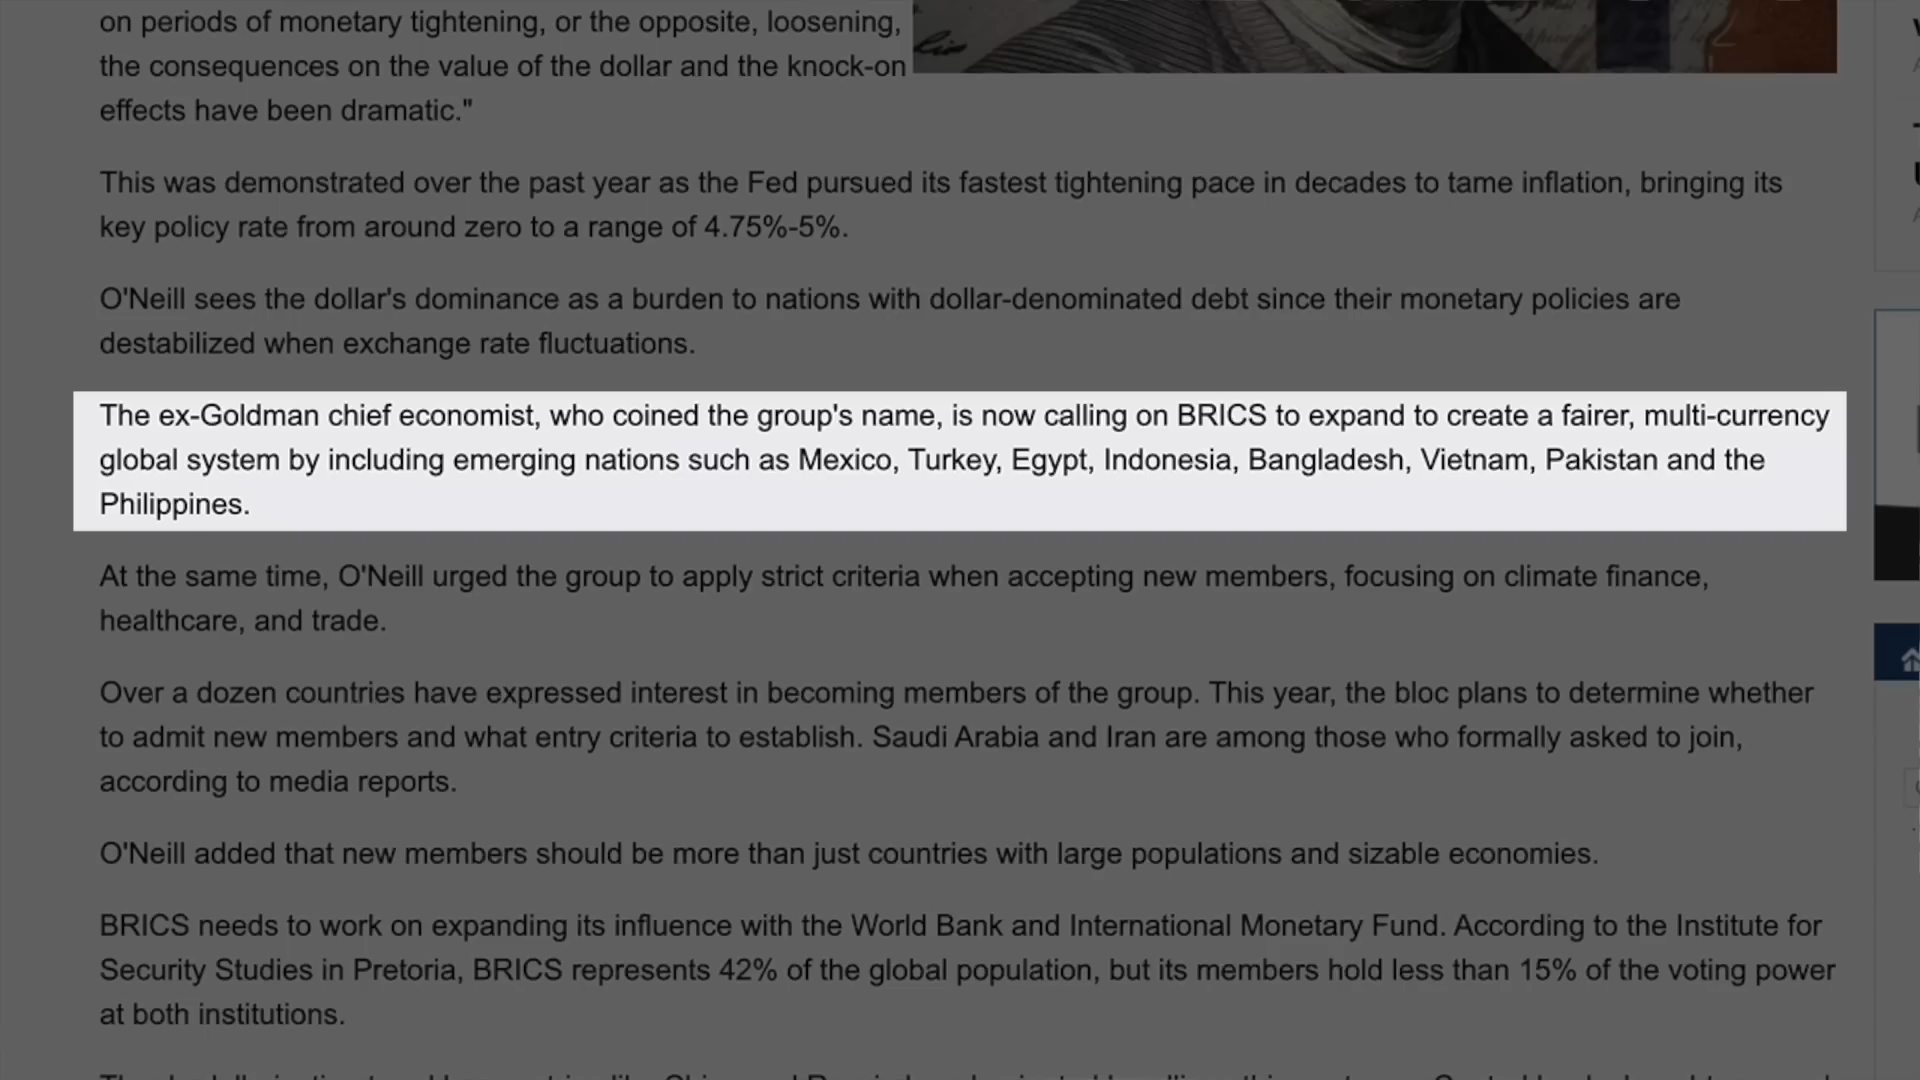 on periods of monetary tightening, or the opposite, loosening,
the consequences on the value of the dollar and the knock-on
effects have been dramatic."
This was demonstrated over the past year as the Fed pursued its fastest tightening pace in decades to tame inflation, bringing its
key policy rate from around zero to a range of 4.75%-5%.
O'Neill sees the dollar's dominance as a burden to nations with dollar-denominated debt since their monetary policies are
destabilized when exchange rate fluctuations.
The ex-Goldman chief economist, who coined the group's name, is now calling on BRICS to expand to create a fairer, multi-currency
global system by including emerging nations such as Mexico, Turkey, Egypt, Indonesia, Bangladesh, Vietnam, Pakistan and the
Philippines.
At the same time, O'Neill urged the group to apply strict criteria when accepting new members, focusing on climate finance,
healthcare, and trade.
Over a dozen countries have expressed interest in becoming members of the group. This year, the bloc plans to determine whether
to admit new members and what entry criteria to establish. Saudi Arabia and Iran are among those who formally asked to join,
according to media reports.
O'Neill added that new members should be more than just countries with large populations and sizable economies.
BRICS needs to work on expanding its influence with the World Bank and International Monetary Fund. According to the Institute for
Security Studies in Pretoria, BRICS represents 42% of the global population, but its members hold less than 15% of the voting power
at both institutions.